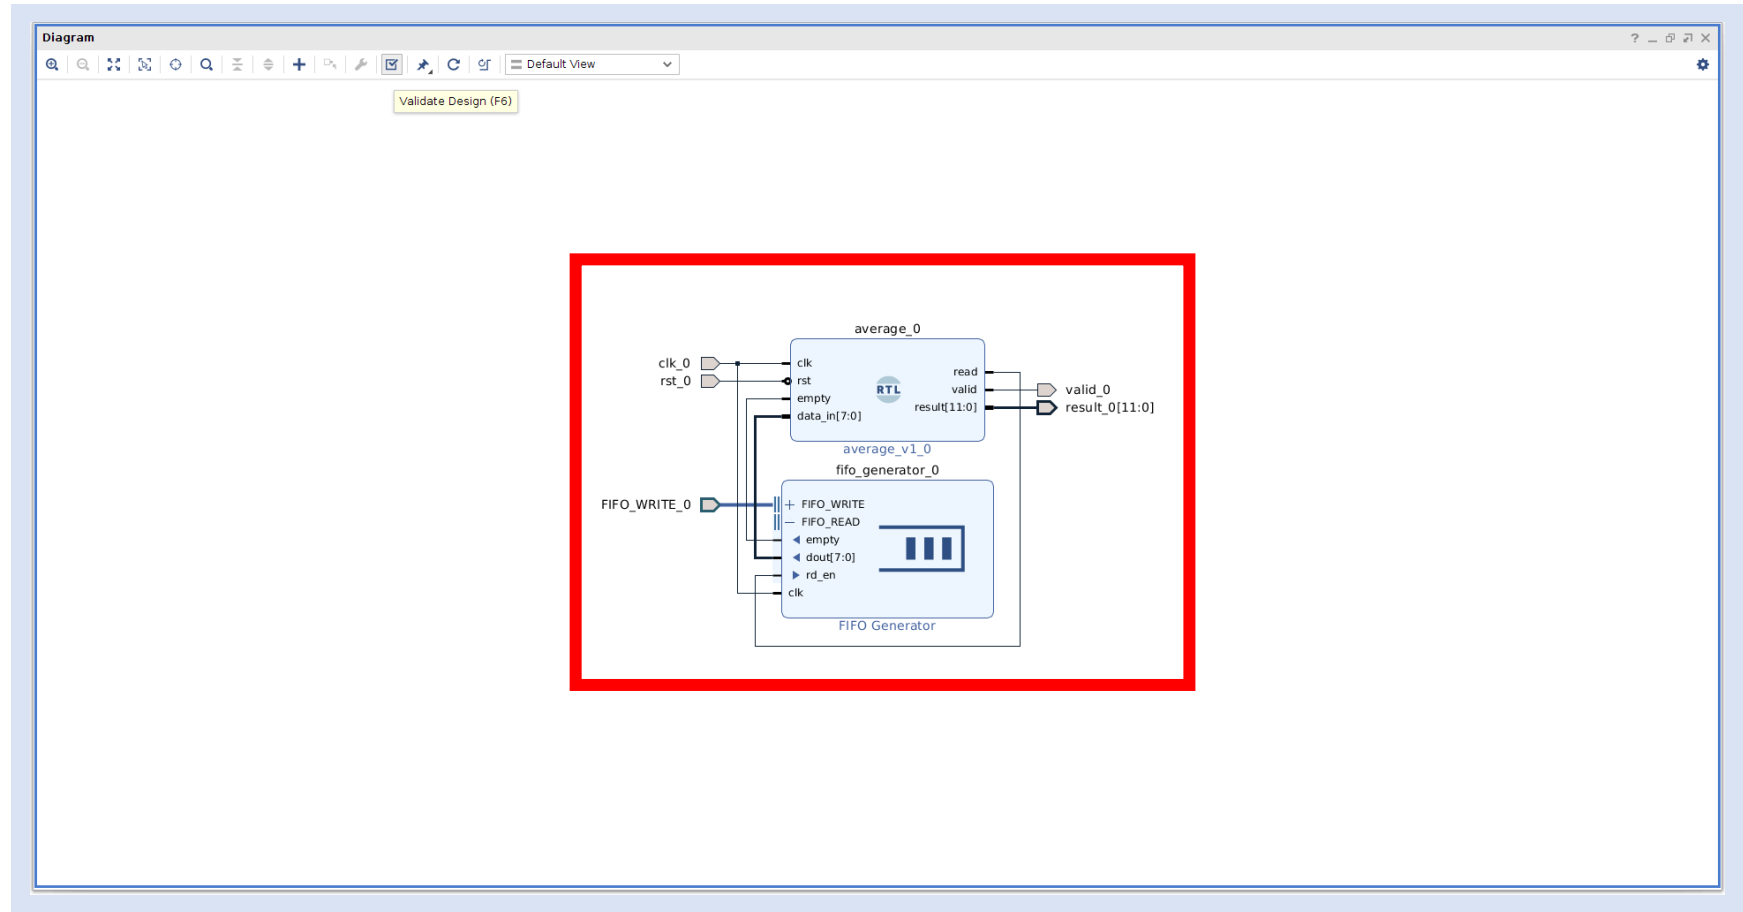 Diagram
Default View
Validate Design (F6)
average_0
clk_0
rst_0
clk
rst
empty
data_in[7:0]
RTL
read
valid
result[11:0]
valid_0
result_0[11:0]
average_v1_0
fifo_generator_0
FIFO_WRITE_0
FIFO_WRITE
FIFO_READ
empty
dout[7:0]
rd_en
clk
FIFO Generator